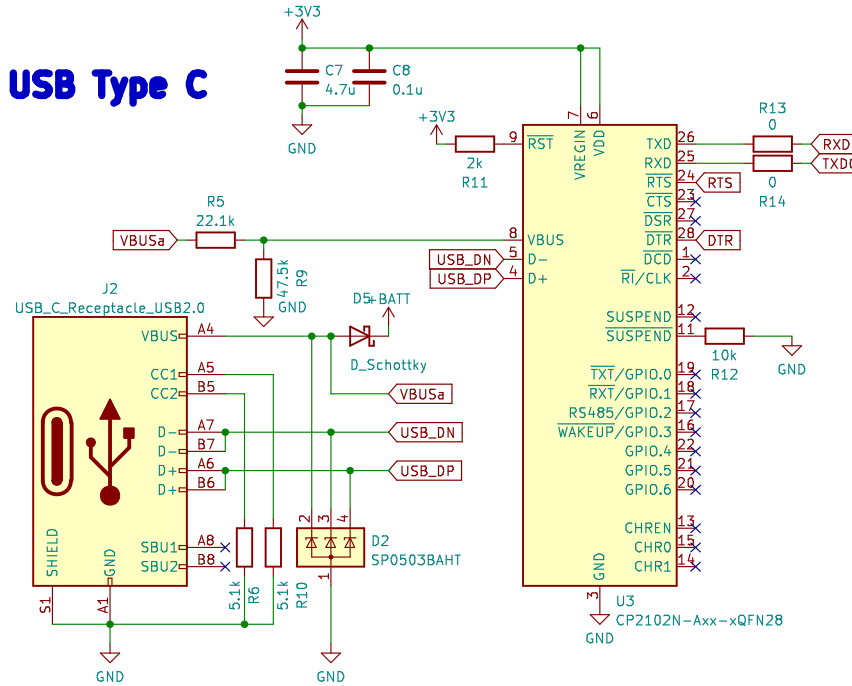 +3V3
USB Type C
C7
4.7u
C8
0.1u
GND
+3V3
2k
R11
9
RST
7
VREGIN
6
VDD
TXD
26
R13
0
RXD
RXD
25
TXD
0
R14
RTS
24
RTS
CTS
23
DSR
27
DTR
28
DTR
DCD
1
RI/CLK
2
R5
22.1k
VBUSa
8
VBUS
USB_DN
5
D-
USB_DP
4
D+
47.5k
R9
GND
SUSPEND
12
SUSPEND
11
10k
R12
GND
TXT/GPIO.0
19
RXT/GPIO.1
18
RS485/GPIO.2
17
WAKEUP/GPIO.3
16
GPIO.4
22
GPIO.5
21
GPIO.6
20
CHREN
13
CHR0
15
CHR1
14
GND
3
GND
U3
CP2102N-Axx-xQFN28
J2
USB_C_Receptacle_USB2.0
VBUS
A4
D5
+BATT
D_Schottky
CC1
A5
CC2
B5
VBUSa
D-
A7
D-
B7
USB_DN
D+
A6
D+
B6
USB_DP
SBU1
A8
SBU2
B8
SHIELD
S1
GND
A1
GND
5.1k
R6
5.1k
R10
2
3
4
D2
SP0503BAHT
1
GND